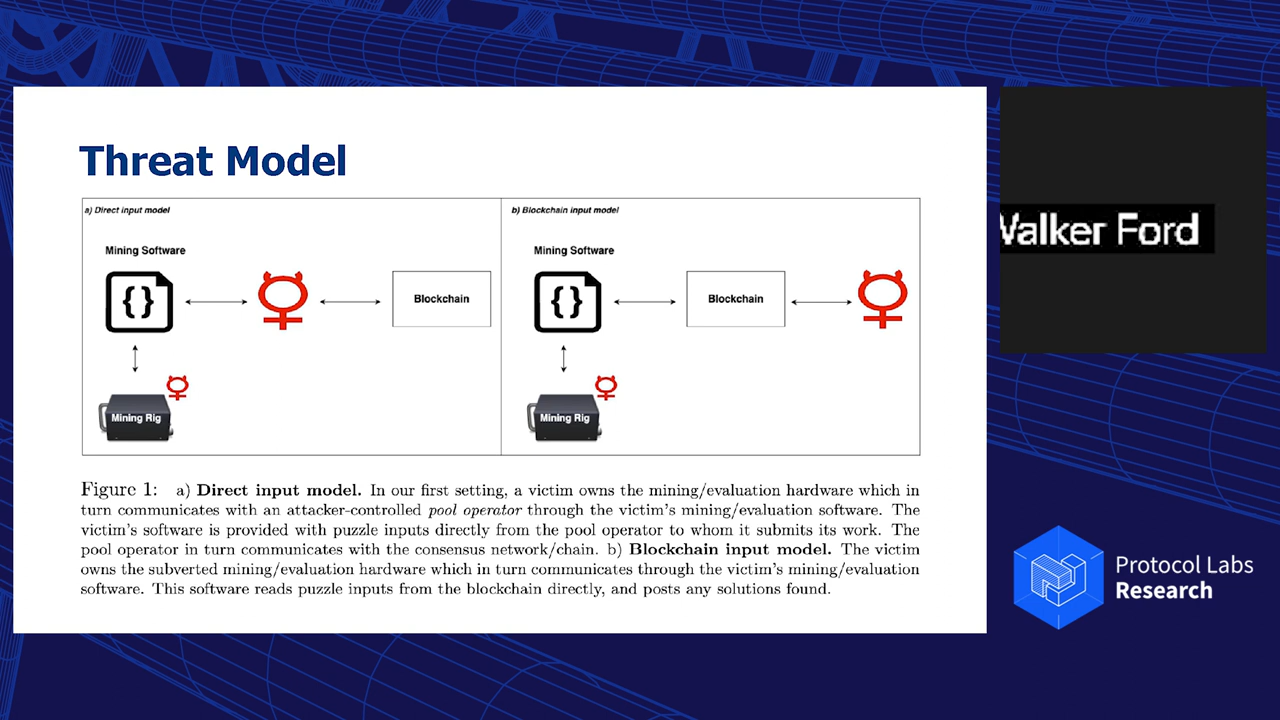 Threat Model
a) Direct input model
b) Blockchain input model
Mining Software
Mining Software
{}
Blockchain
{}
Blockchain
Mining Rig
Mining Rig
Figure 1: a) Direct input model. In our first setting, a victim owns the mining/evaluation hardware which in
turn communicates with an attacker-controlled pool operator through the victim's mining/evaluation software. The
victim's software is provided with puzzle inputs directly from the pool operator to whom it submits its work. The
pool operator in turn communicates with the consensus network/chain. b) Blockchain input model. The victim
owns the subverted mining/evaluation hardware which in turn communicates through the victim's mining/evaluation
software. This software reads puzzle inputs from the blockchain directly, and posts any solutions found.
Walker Ford
Protocol Labs
Research